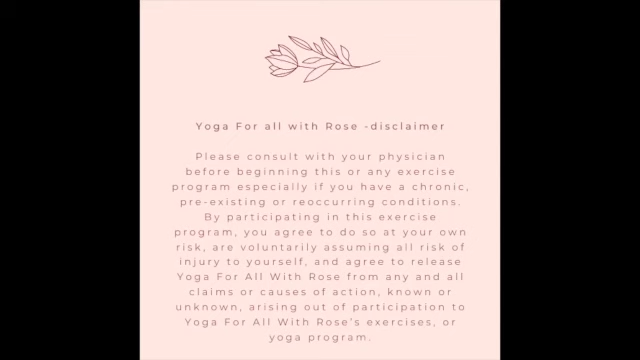 Yoga For all with Rose -disclaimer
Please consult with your physician
before beginning this or any exercise
program especially if you have a chronic,
pre-existing or reoccurring conditions.
By participating in this exercise
program, you agree to do so at your own
risk, are voluntarily assuming all risk of
injury to yourself, and agree to release
Yoga For All With Rose from any and all
claims or causes of action, known or
unknown, arising out of participation to
Yoga For All With Rose's exercises, or
yoga program.